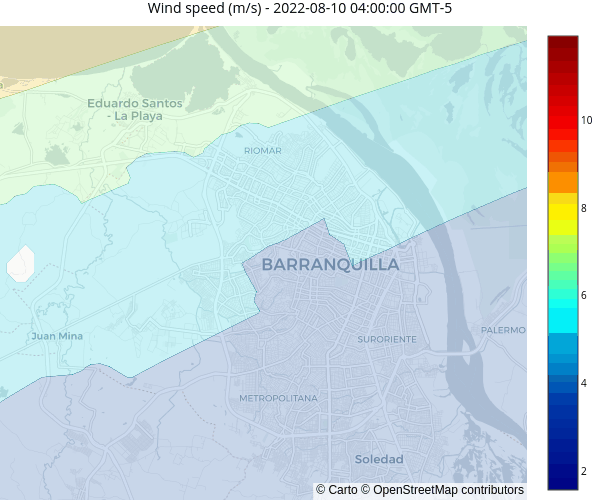 Wind speed (m/s) - 2022-08-10 04:00:00 GMT-5
Eduardo Santos
- La Playa
RIOMAR
BARRANQUILLA
Juan Mina
SURORIENTE
PALERMO
METROPOLITANA
Soledad
© Carto © OpenStreetMap contributors
10
8
6
4
2